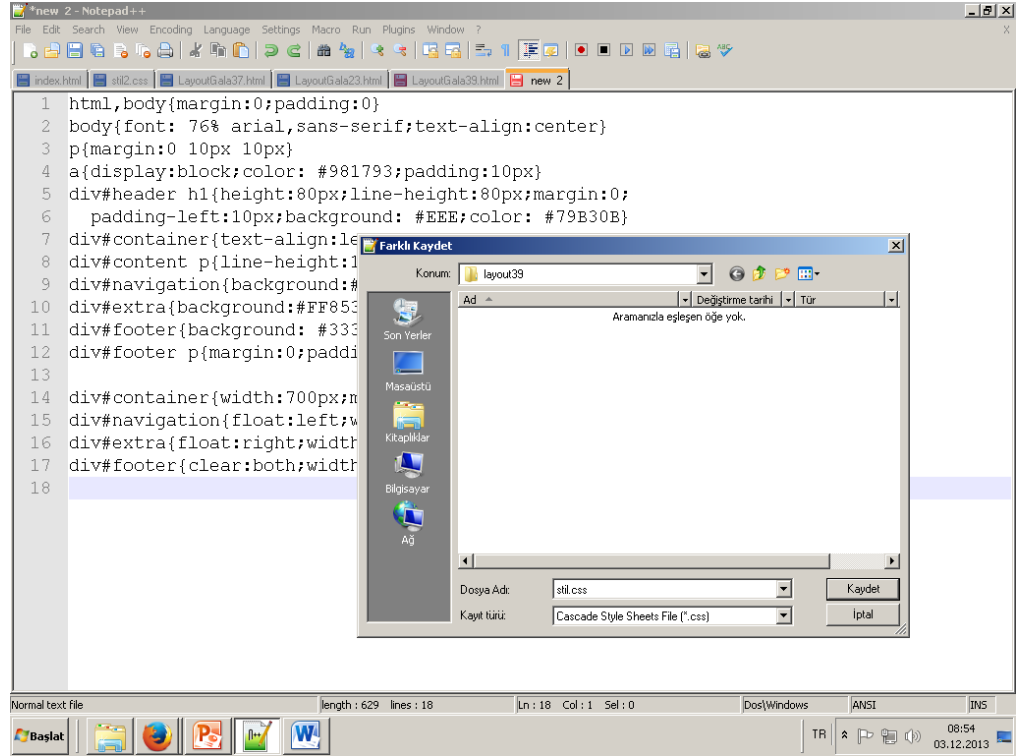 *new 2 - Notepad++
File Edit Search View Encoding Language Settings Macro Run Plugins Window ? X
index.html stil2.css LayoutGala37.html LayoutGala23.html LayoutGala39.html new 2
1 html,body{margin:0;padding:0}
2 body{font: 76% arial,sans-serif;text-align:center}
3 p{margin:0 10px 10px}
4 a{display:block;color: #981793;padding:10px}
5 div#header h1{height:80px;line-height:80px;margin:0;
6 padding-left:10px;background: #EEE;color: #79B30B}
7 div#container{text-align:le
8 div#content p{line-height:1
9 div#navigation{background:#
10 div#extra{background:#FF853
11 div#footer{background: #333
12 div#footer p{margin:0;paddi
13
14 div#container{width:700px;m
15 div#navigation{float:left;w
16 div#extra{float:right;width
17 div#footer{clear:both;width
18
Farklı Kaydet
Konum: layout39
Ad Değiştirme tarihi Tür
Aramanızla eşleşen öğe yok.
Son Yerler
Masaüstü
Kitaplıklar
Bilgisayar
Ağ
Dosya Adı: stil.css Kaydet
Kayıt türü: Cascade Style Sheets File (*.css) İptal
Normal text file length : 629 lines : 18 Ln : 18 Col : 1 Sel : 0 Dos\Windows ANSI INS
Başlat TR 08:54
03.12.2013